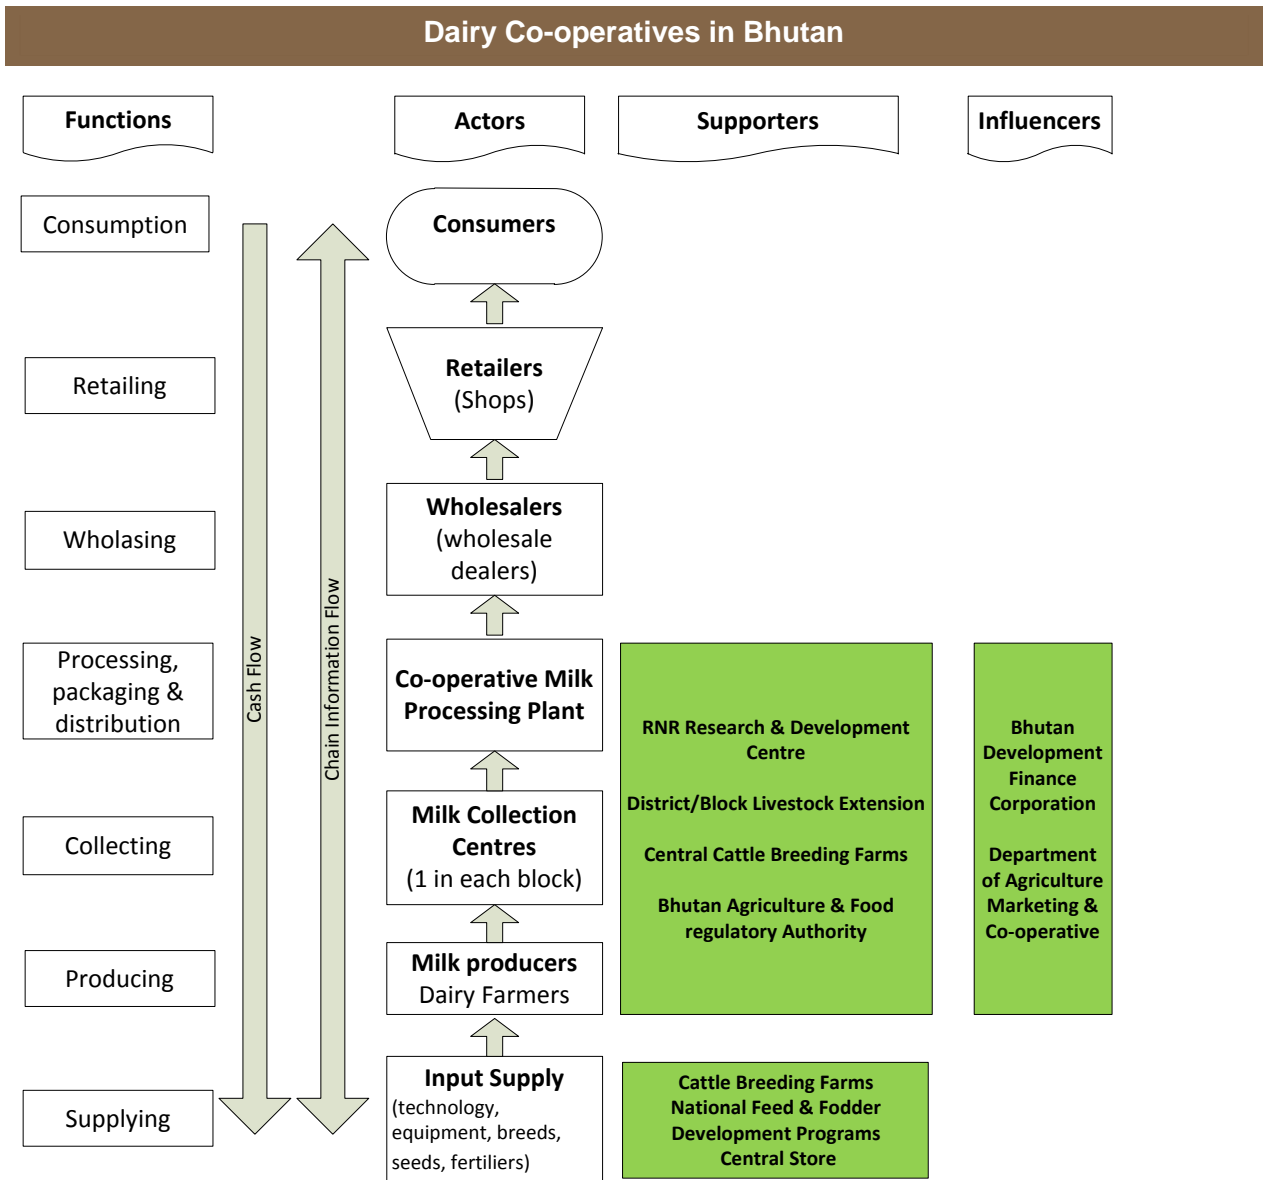 Dairy Co-operatives in Bhutan
Functions
Actors
Supporters
Influencers
Consumption
Consumers
Retailing
Retailers
(Shops)
Wholasing
Wholesalers
(wholesale
dealers)
Cash Flow
Chain Information Flow
Processing,
packaging &
distribution
Co-operative Milk
Processing Plant
Collecting
Milk Collection
Centres
(1 in each block)
Producing
Milk producers
Dairy Farmers
RNR Research & Development
Centre
District/Block Livestock Extension
Central Cattle Breeding Farms
Bhutan Agriculture & Food
regulatory Authority
Bhutan
Development
Finance
Corporation
Department
of Agriculture
Marketing &
Co-operative
Supplying
Input Supply
(technology,
equipment, breeds,
seeds, fertiliers)
Cattle Breeding Farms
National Feed & Fodder
Development Programs
Central Store